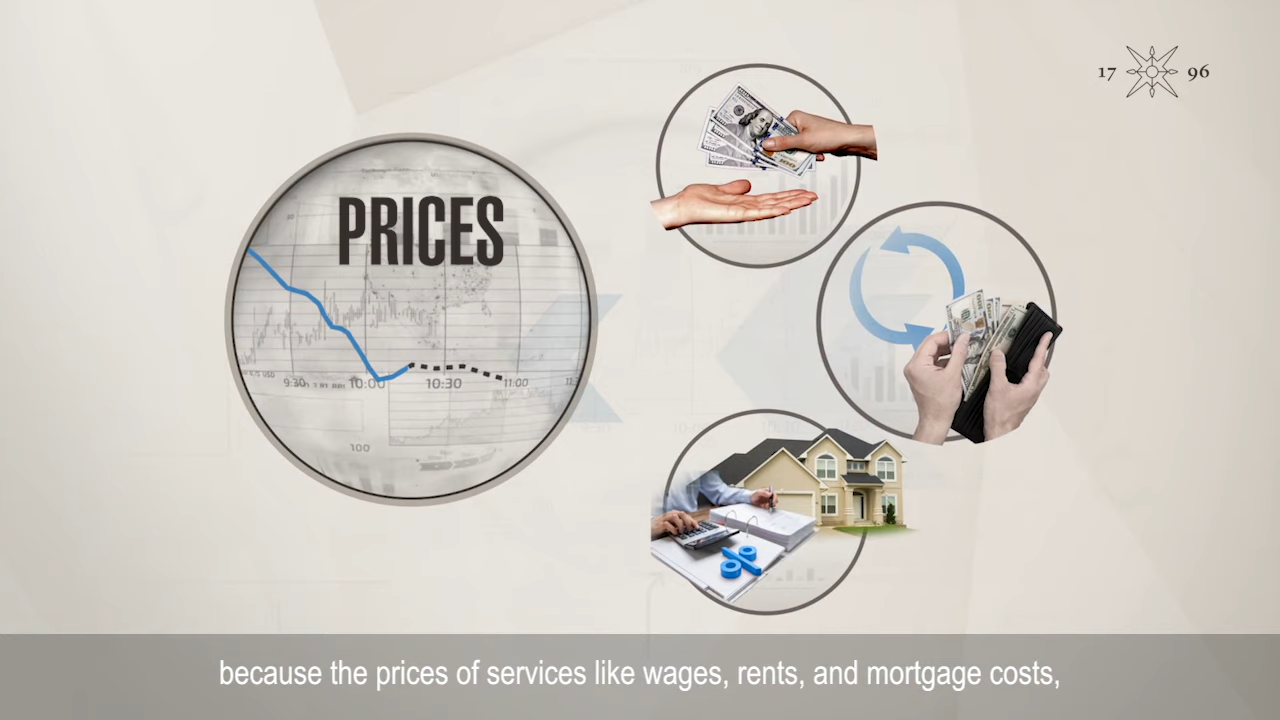 17 96
PRICES
9:30 10:00 10:30 11:00
100
because the prices of services like wages, rents, and mortgage costs,